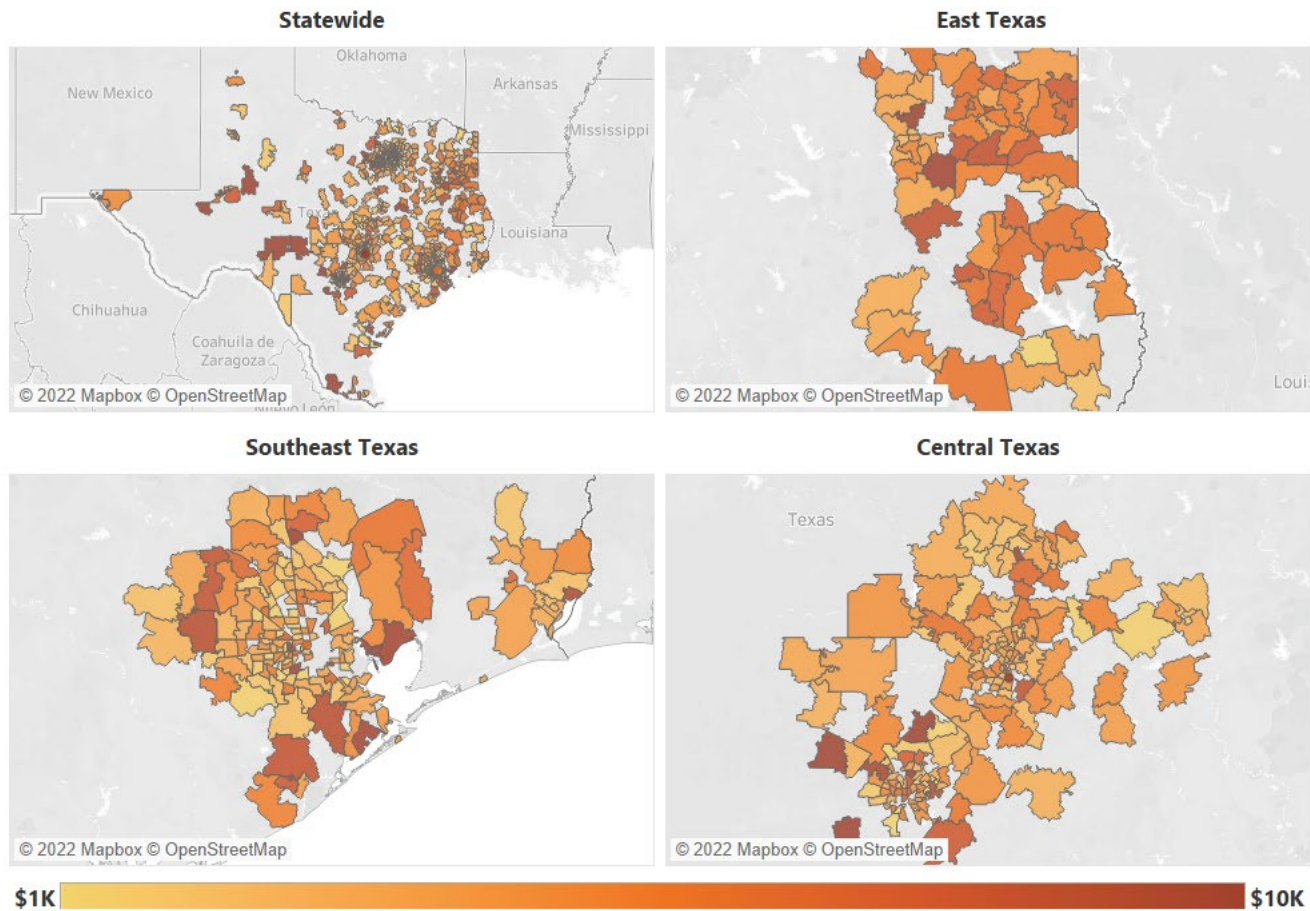 Statewide
East Texas
Oklahoma
New Mexico
Arkansas
Mississippi
Louisiana
Chihuahua
Coahuila de
Zaragoza
Loui
© 2022 Mapbox © OpenStreetMap
© 2022 Mapbox © OpenStreetMap
Southeast Texas
Central Texas
Texas
© 2022 Mapbox © OpenStreetMap
© 2022 Mapbox © OpenStreetMap
$1K
$10K